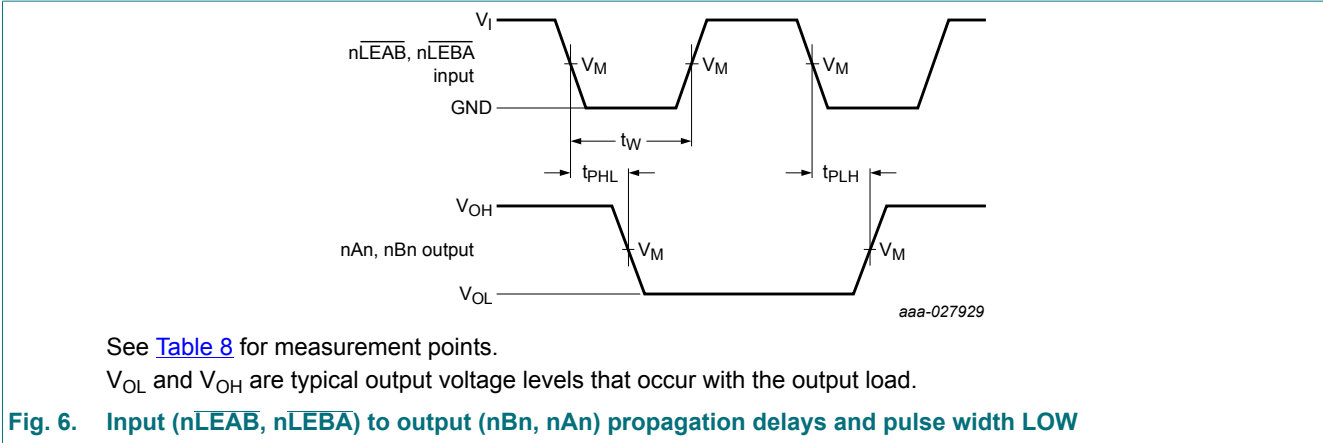 VI
nLEAB, nLEBA
input
VM
VM
VM
GND
tW
tPHL
tPLH
VOH
nAn, nBn output
VM
VM
VOL
aaa-027929
See Table 8 for measurement points.
VOL and VOH are typical output voltage levels that occur with the output load.
Fig. 6. Input (nLEAB, nLEBA) to output (nBn, nAn) propagation delays and pulse width LOW